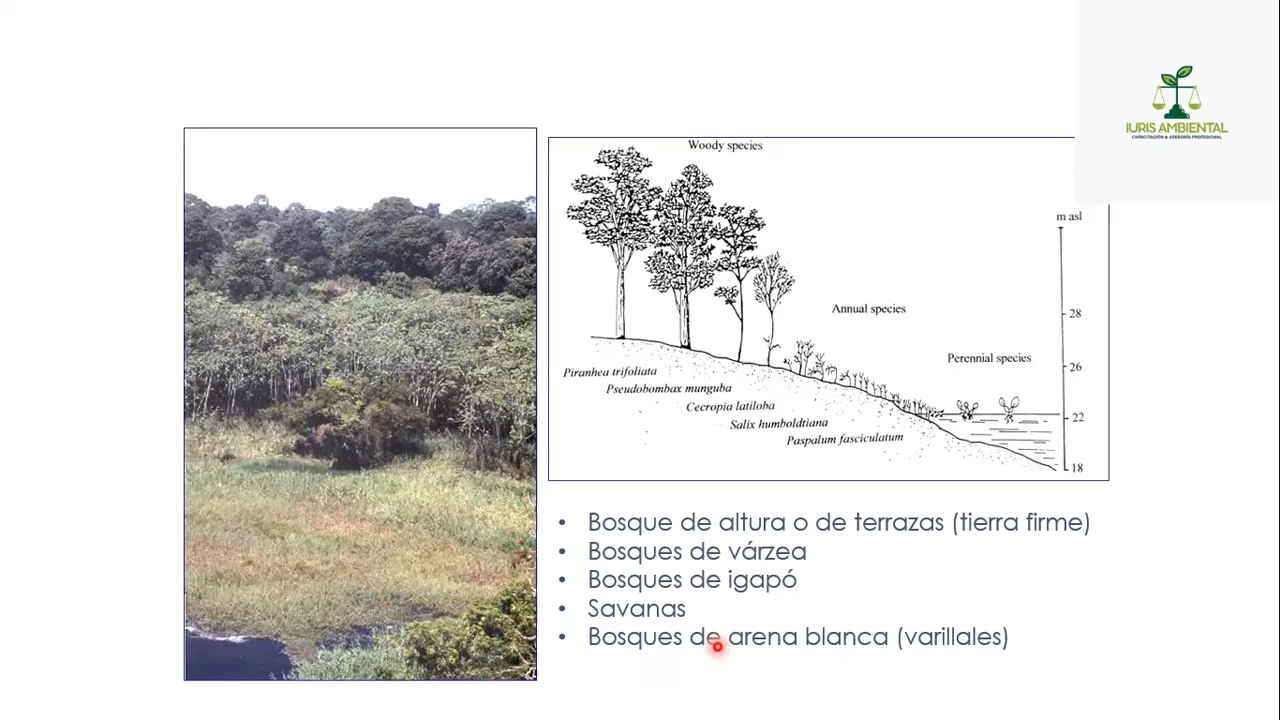 IURIS AMBIENTAL
CAPACITACIÓN & ASESORÍA PROFESIONAL
Woody species
m asl
Annual species
28
Perennial species
26
Piranhea trifoliata
Pseudobombax munguba
Cecropia latiloba
Salix humboldtiana
Paspalum fasciculatum
22
18
• Bosque de altura o de terrazas (tierra firme)
• Bosques de várzea
• Bosques de igapó
• Savanas
• Bosques de arena blanca (varillales)